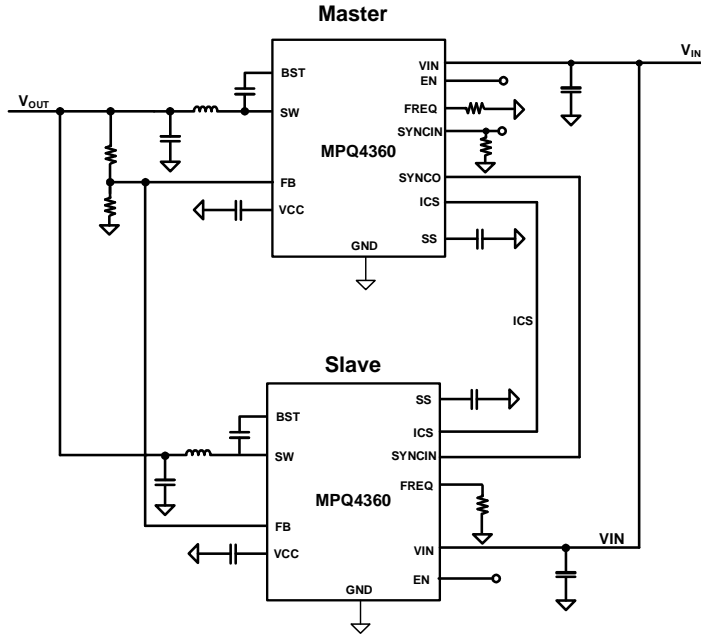 Master
VIN
VIN
BST
EN
VOUT
FREQ
SW
SYNCIN
MPQ4360
SYNCO
FB
ICS
VCC
SS
GND
ICS
Slave
SS
BST
ICS
SW
SYNCIN
FREQ
MPQ4360
FB
VIN
VIN
VCC
EN
GND